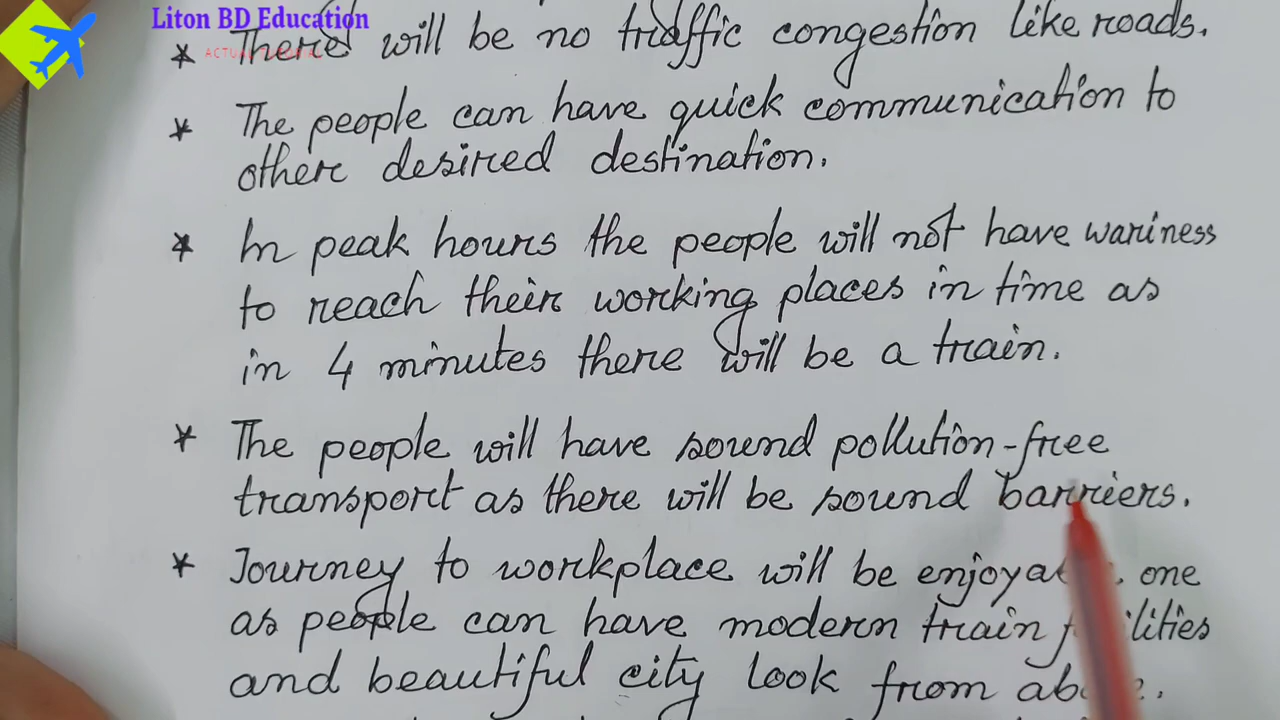 Liton BD Education
ACTUAL TUTORIAL
* There will be no traffic congestion like roads.
* The people can have quick communication to
other desired destination.
* In peak hours the people will not have wariness
to reach their working places in time as
in 4 minutes there will be a train.
* The people will have sound pollution-free
transport as there will be sound barriers.
* Journey to workplace will be one
as people can have modern train
and beautiful city look from